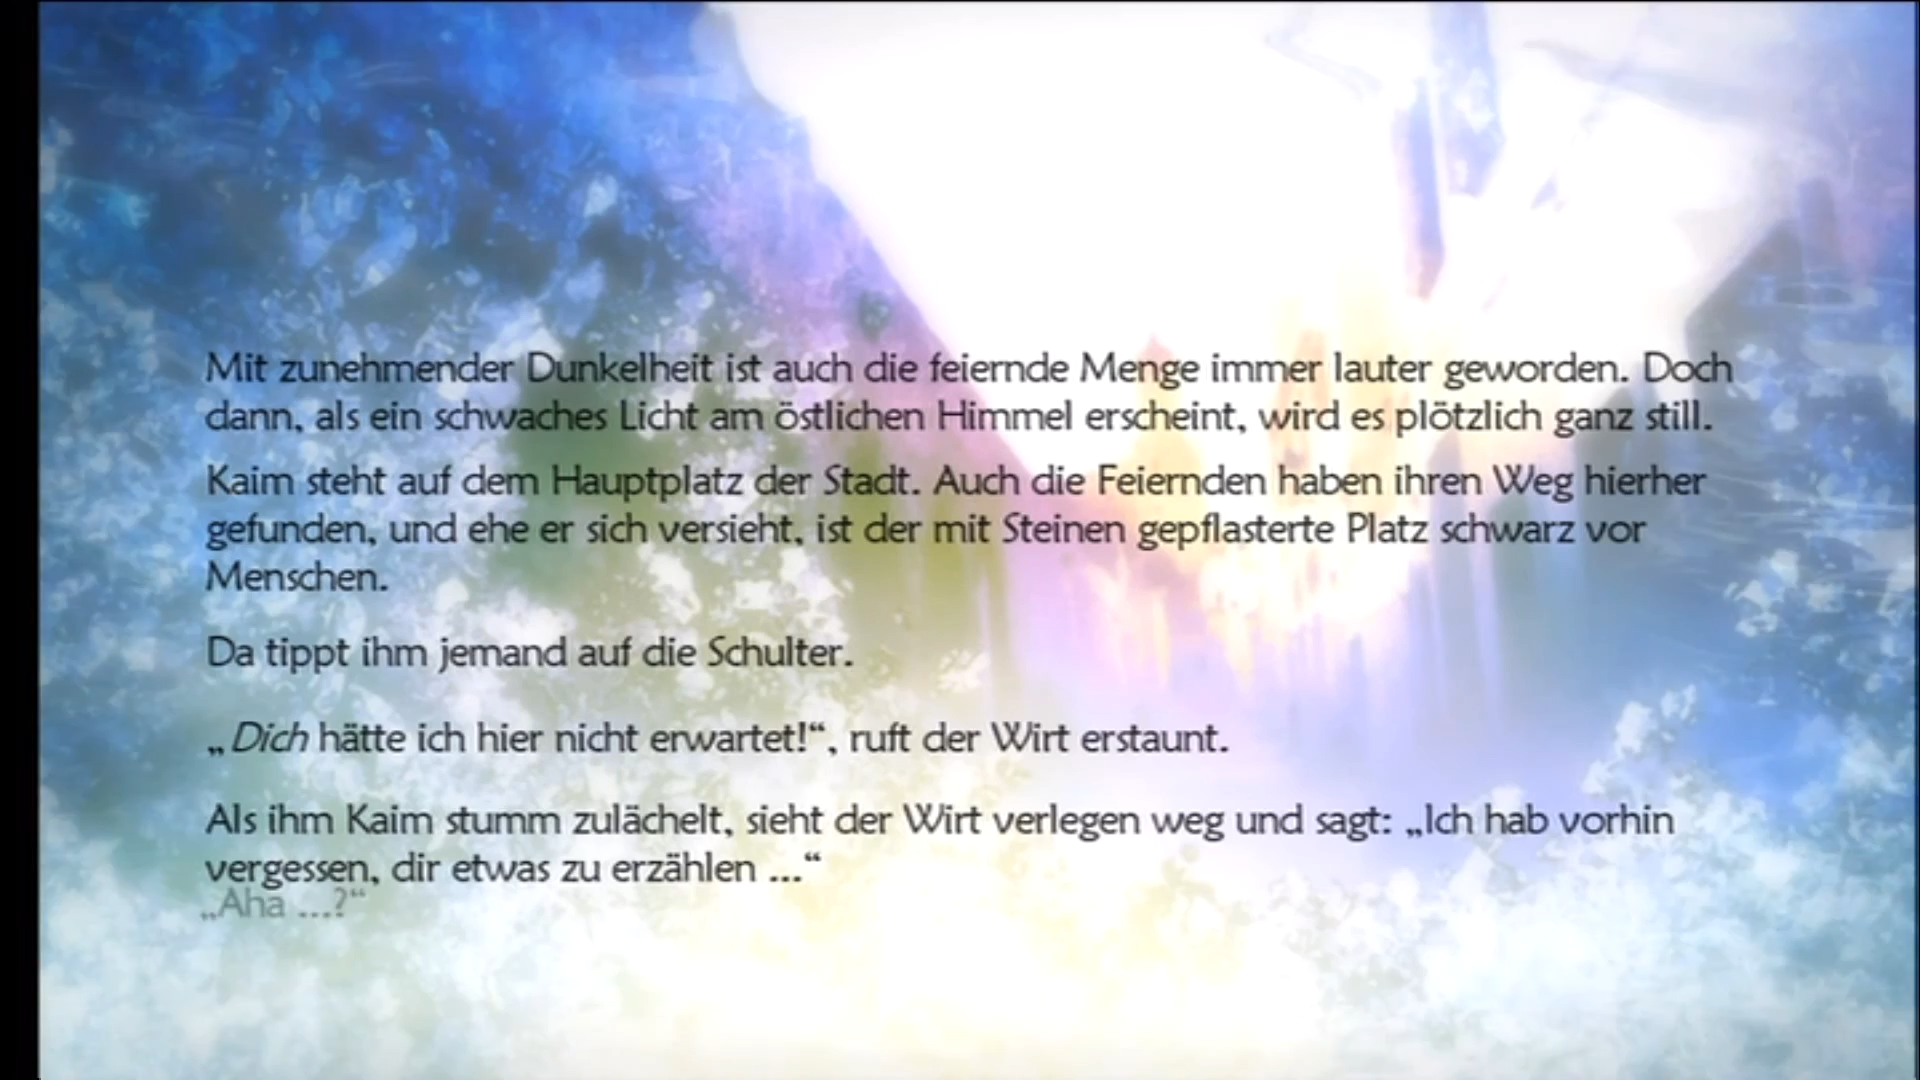 Mit zunehmender Dunkelheit ist auch die feiernde Menge immer lauter geworden. Doch
dann, als ein schwaches Licht am östlichen Himmel erscheint, wird es plötzlich ganz still.
Kaim steht auf dem Hauptplatz der Stadt. Auch die Feiernden haben ihren Weg hierher
gefunden, und ehe er sich versieht, ist der mit Steinen gepflasterte Platz schwarz vor
Menschen.
Da tippt ihm jemand auf die Schulter.
„Dich hätte ich hier nicht erwartet!“, ruft der Wirt erstaunt.
Als ihm Kaim stumm zulächelt, sieht der Wirt verlegen weg und sagt: „Ich hab vorhin
vergessen, dir etwas zu erzählen ...“
„Aha ...?“